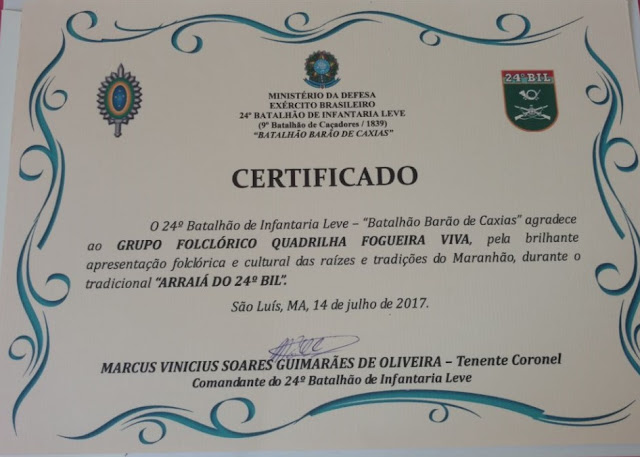 24º BIL
MINISTÉRIO DA DEFESA
EXÉRCITO BRASILEIRO
24º BATALHÃO DE INFANTARIA LEVE
(9º Batalhão de Caçadores / 1839)
"BATALHÃO BARÃO DE CAXIAS"
CERTIFICADO
O 24º Batalhão de Infantaria Leve – "Batalhão Barão de Caxias" agradece
ao GRUPO FOLCLÓRICO QUADRILHA FOGUEIRA VIVA, pela brilhante
apresentação folclórica e cultural das raízes e tradições do Maranhão, durante o
tradicional "ARRAIÁ DO 24º BIL".
São Luís, MA, 14 de julho de 2017.
MARCUS VINICIUS SOARES GUIMARÃES DE OLIVEIRA – Tenente Coronel
Comandante do 24º Batalhão de Infantaria Leve